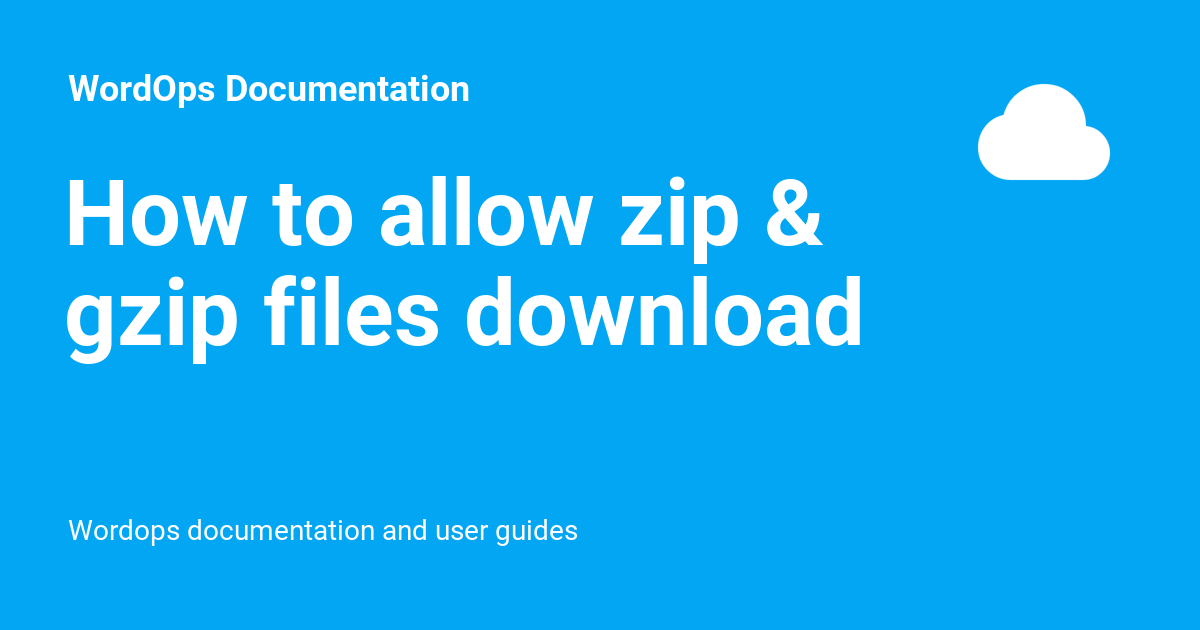 WordOps Documentation
How to allow zip &
gzip files download
Wordops documentation and user guides